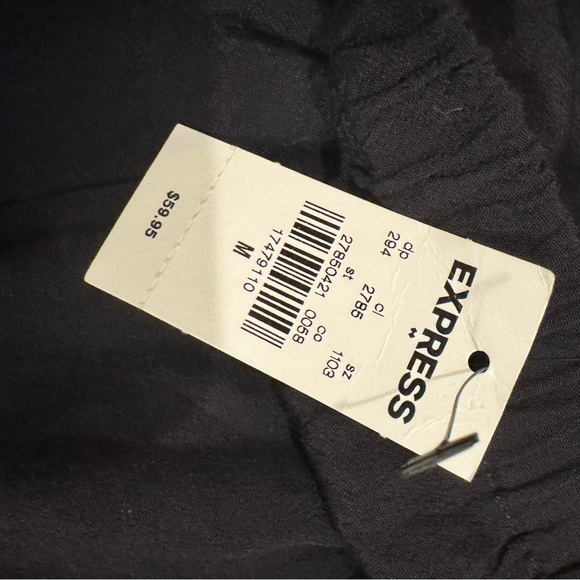 EXPRESS
dp cl sz
294 2785 1103
st co
27850421 0058
17479110
M
$59.95